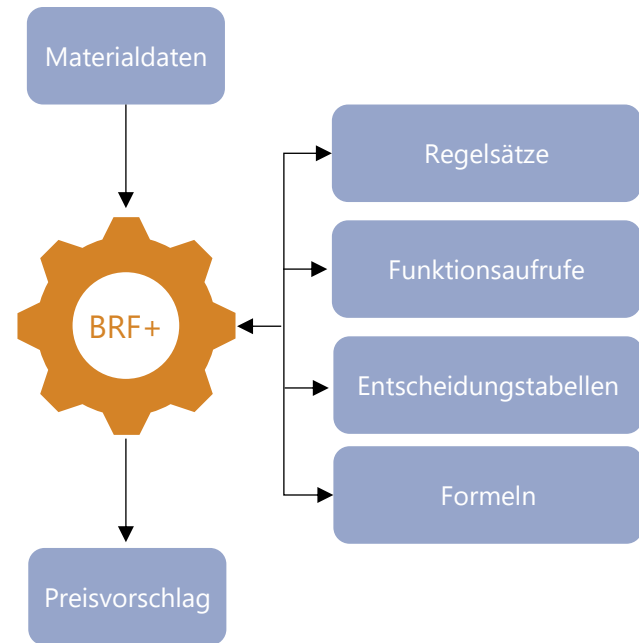 Materialdaten
Regelsätze
Funktionsaufrufe
BRF+
Entscheidungstabellen
Formeln
Preisvorschlag